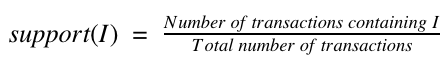 support(I) = Number of transactions containing I / Total number of transactions